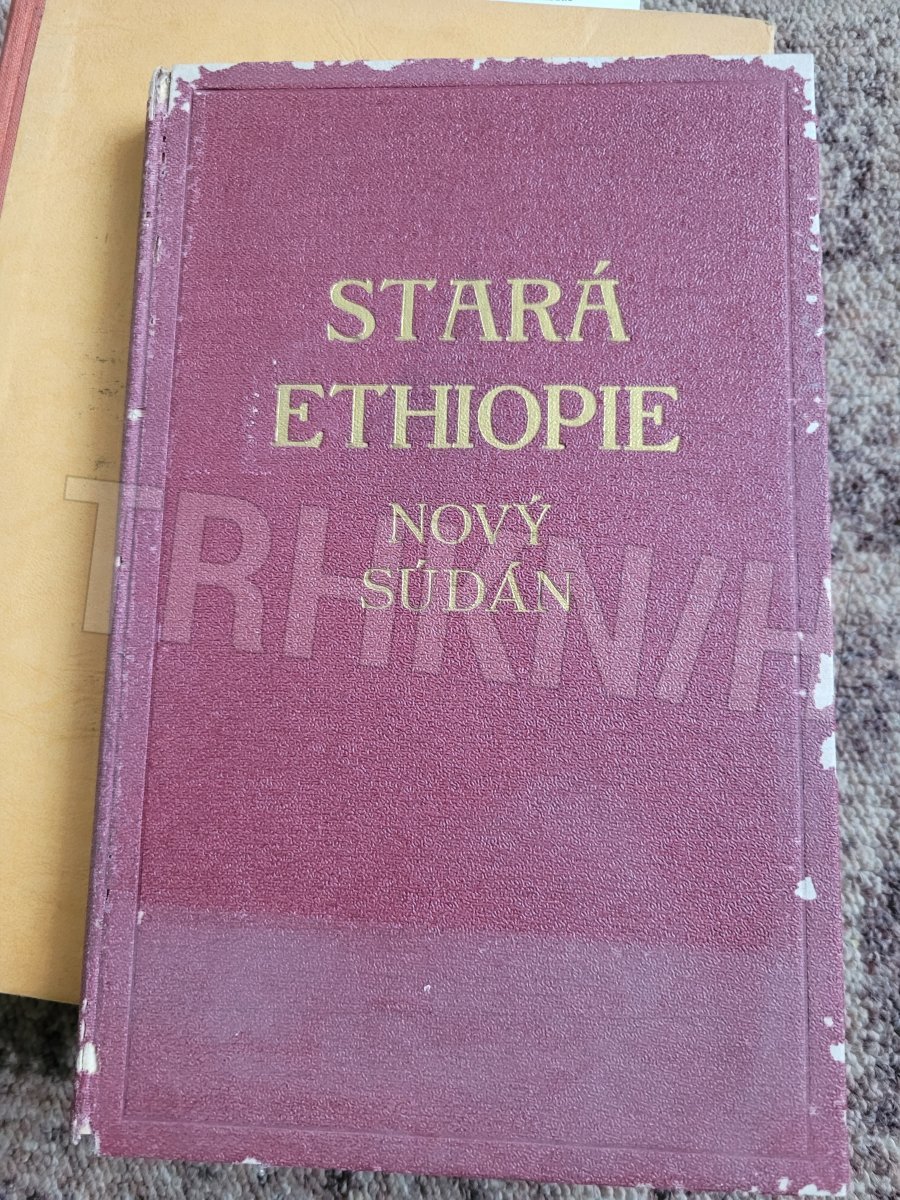 STARÁ
ETHIOPIE
NOVÝ
SÚDÁN
TRHKNIH